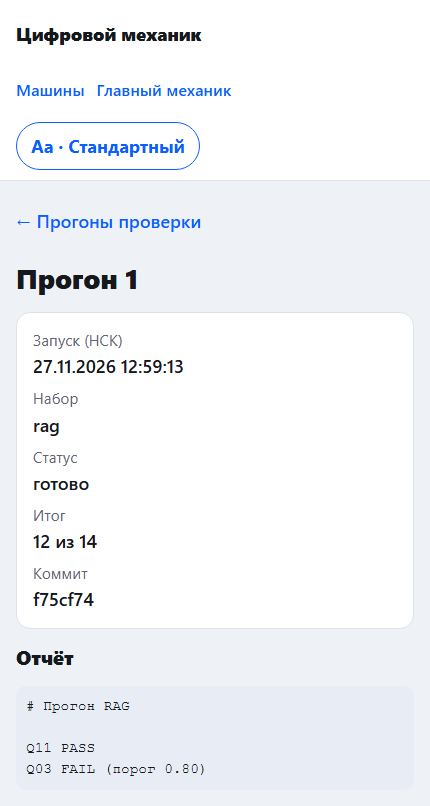 Цифровой механик
Машины Главный механик
Aa · Стандартный
← Прогоны проверки
Прогон 1
Запуск (НСК)
27.11.2026 12:59:13
Набор
rag
Статус
готово
Итог
12 из 14
Коммит
f75cf74
Отчёт
# Прогон RAG
Q11 PASS
Q03 FAIL (порог 0.80)